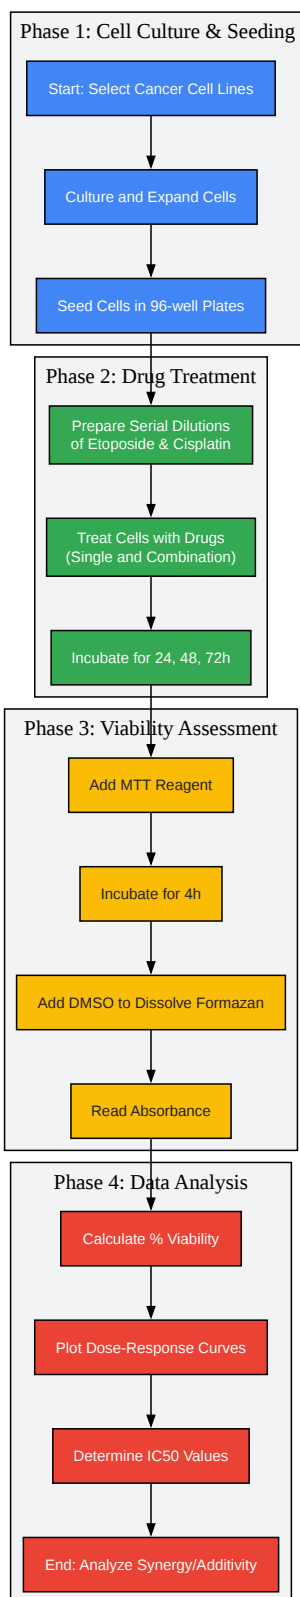 Phase 1: Cell Culture & Seeding
Start: Select Cancer Cell Lines
Culture and Expand Cells
Seed Cells in 96-well Plates
Phase 2: Drug Treatment
Prepare Serial Dilutions
of Etoposide & Cisplatin
Treat Cells with Drugs
(Single and Combination)
Incubate for 24, 48, 72h
Phase 3: Viability Assessment
Add MTT Reagent
Incubate for 4h
Add DMSO to Dissolve Formazan
Read Absorbance
Phase 4: Data Analysis
Calculate % Viability
Plot Dose-Response Curves
Determine IC50 Values
End: Analyze Synergy/Additivity